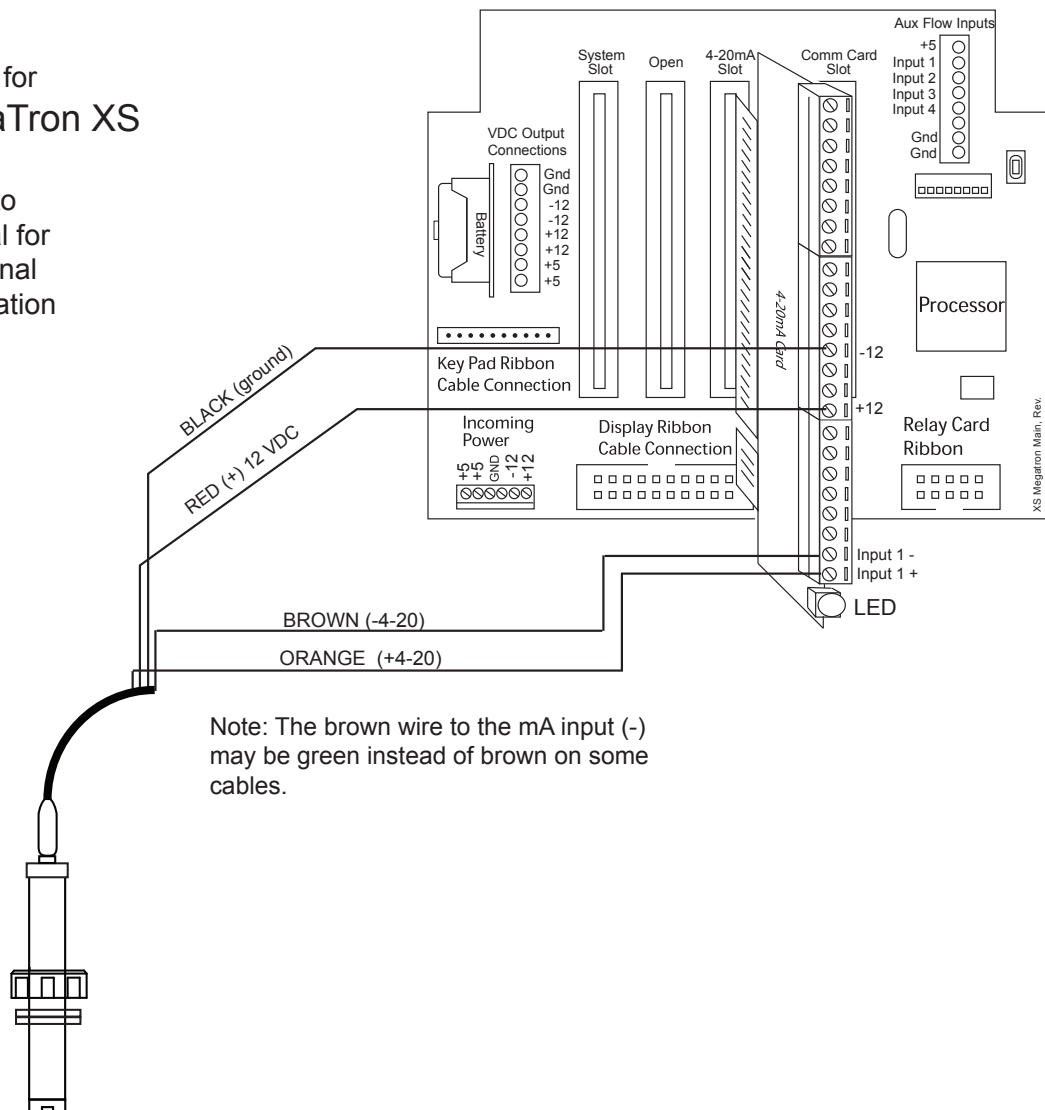 for
aTron XS
to
al for
nal
ation
Aux Flow Inputs
+5
Input 1
Input 2
Input 3
Input 4
Gnd
Gnd
System
Slot
Open
4-20mA
Slot
Comm Card
Slot
VDC Output
Connections
Gnd
Gnd
-12
-12
+12
+12
+5
+5
Battery
4-20mA Card
Processor
-12
+12
Key Pad Ribbon
Cable Connection
Incoming
Power
+5
+5
GND
-12
+12
Display Ribbon
Cable Connection
Relay Card
Ribbon
XS Megatron Main, Rev.
BLACK (ground)
RED (+) 12 VDC
Input 1 -
Input 1 +
LED
BROWN (-4-20)
ORANGE (+4-20)
Note: The brown wire to the mA input (-)
may be green instead of brown on some
cables.